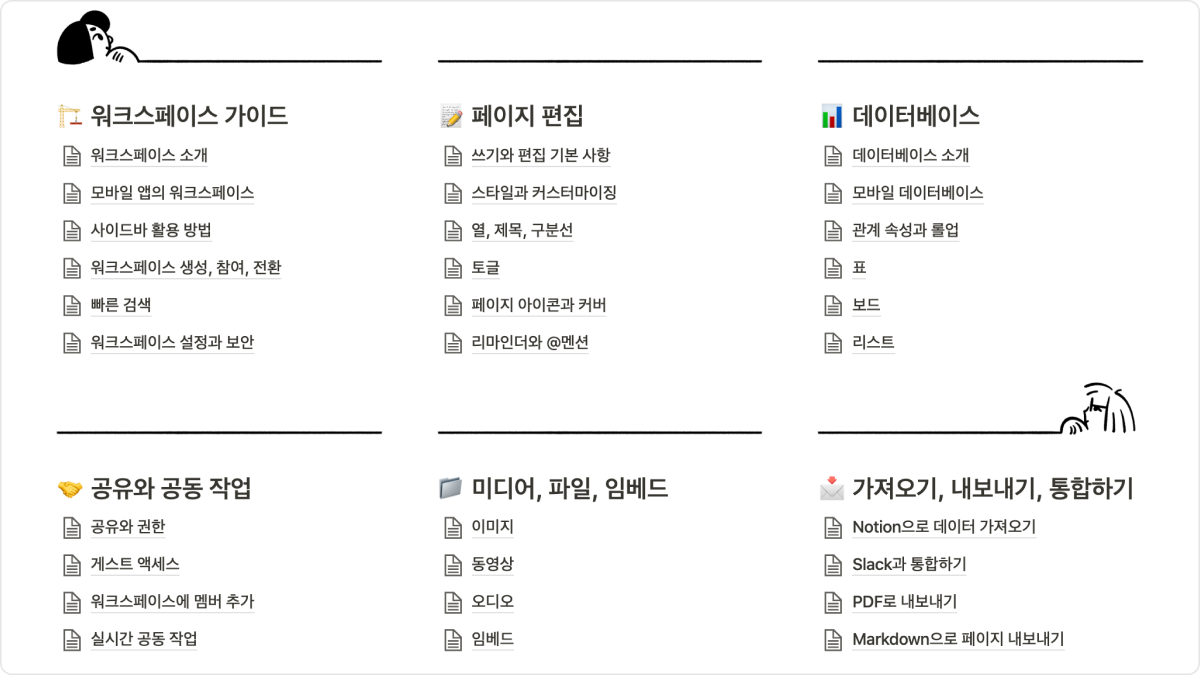 워크스페이스 가이드
워크스페이스 소개
모바일 앱의 워크스페이스
사이드바 활용 방법
워크스페이스 생성, 참여, 전환
빠른 검색
워크스페이스 설정과 보안
페이지 편집
쓰기와 편집 기본 사항
스타일과 커스터마이징
열, 제목, 구분선
토글
페이지 아이콘과 커버
리마인더와 @멘션
데이터베이스
데이터베이스 소개
모바일 데이터베이스
관계 속성과 롤업
표
보드
리스트
공유와 공동 작업
공유와 권한
게스트 액세스
워크스페이스에 멤버 추가
실시간 공동 작업
미디어, 파일, 임베드
이미지
동영상
오디오
임베드
가져오기, 내보내기, 통합하기
Notion으로 데이터 가져오기
Slack과 통합하기
PDF로 내보내기
Markdown으로 페이지 내보내기